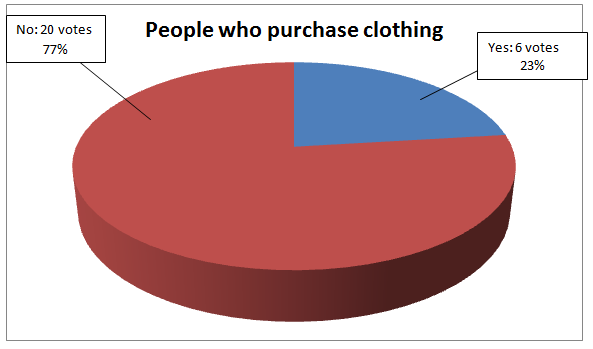 People who purchase clothing
No: 20 votes
77%
Yes: 6 votes
23%